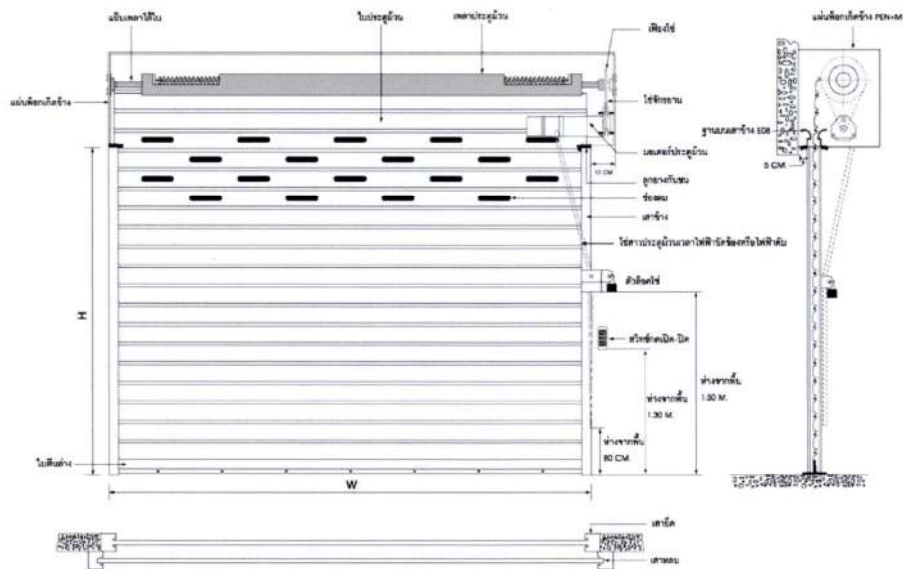 แป๊บเพลาไส้ใน
ใบประตูม้วน
เพลาประตูม้วน
เฟืองโซ่
แผ่นพ็อกเก็ตข้าง PEN+M
แผ่นพ็อกเก็ตข้าง
โซ่จักรยาน
ฐานบนเสาข้าง E08
มอเตอร์ประตูม้วน
10 CM.
5 CM.
ลูกยางกันชน
ช่องลม
เสาข้าง
โซ่สาวประตูม้วนเวลาไฟฟ้าขัดข้องหรือไฟฟ้าดับ
ตัวล็อคโซ่
H
สวิทซ์กดเปิด-ปิด
ห่างจากพื้น
1.50 M.
ห่างจากพื้น
1.30 M.
ห่างจากพื้น
80 CM.
ใบตีนล่าง
W
เสายึด
เสาหลบ